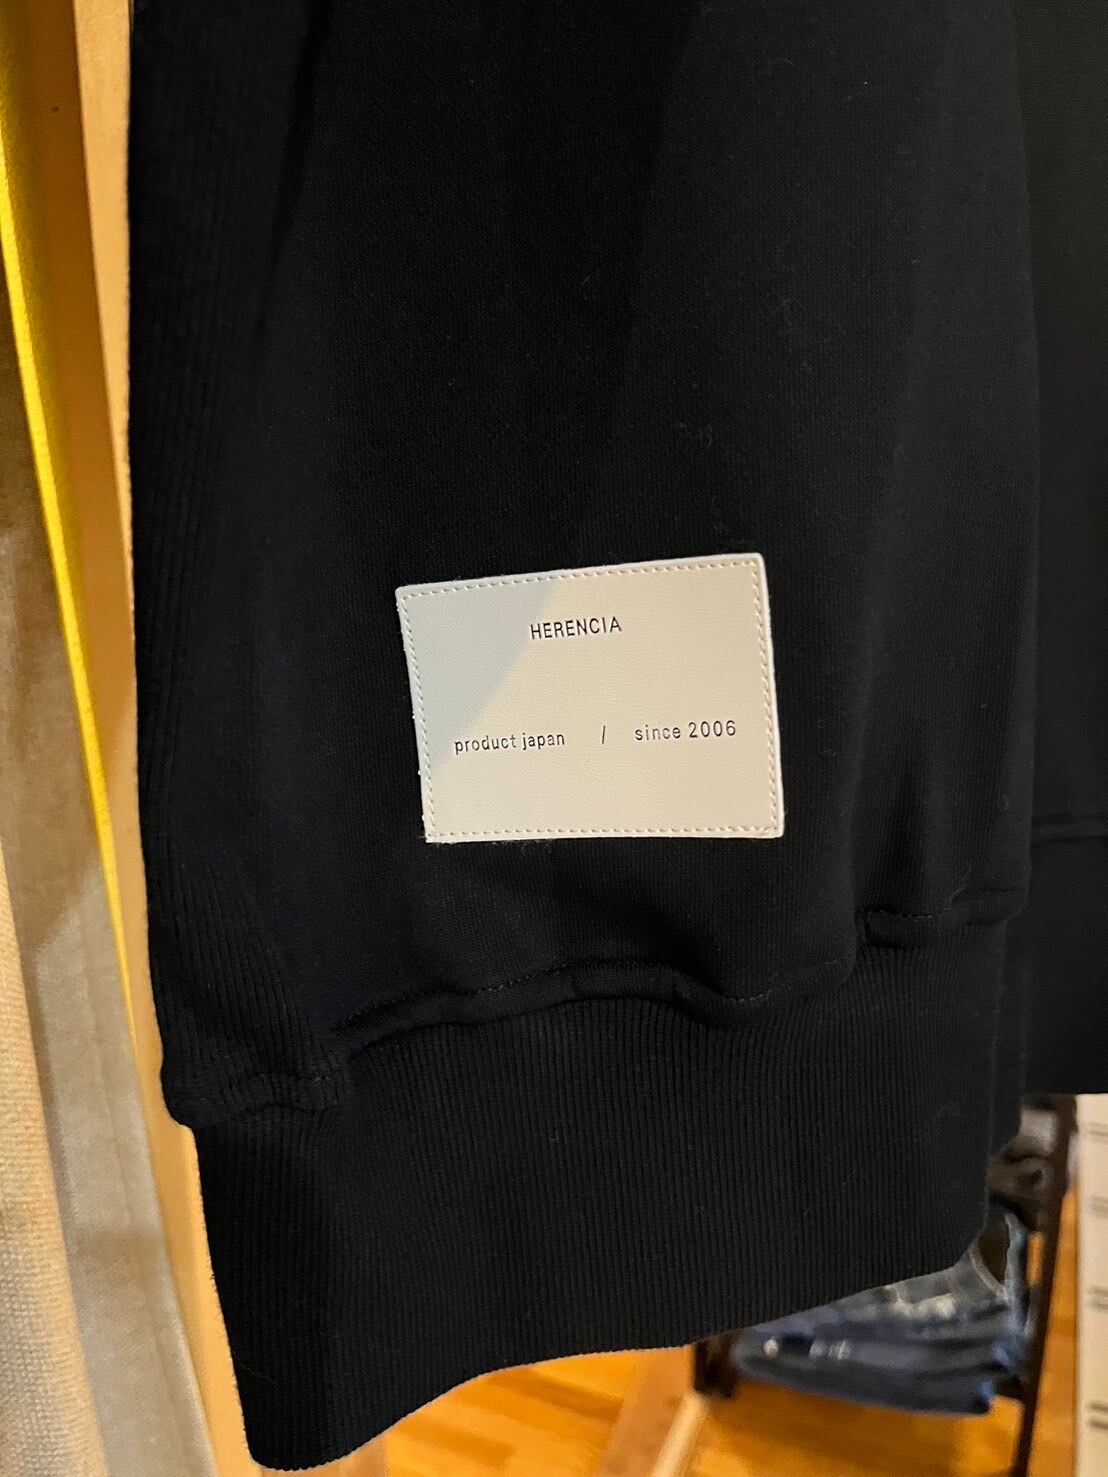 HERENCIA
product japan / since 2006